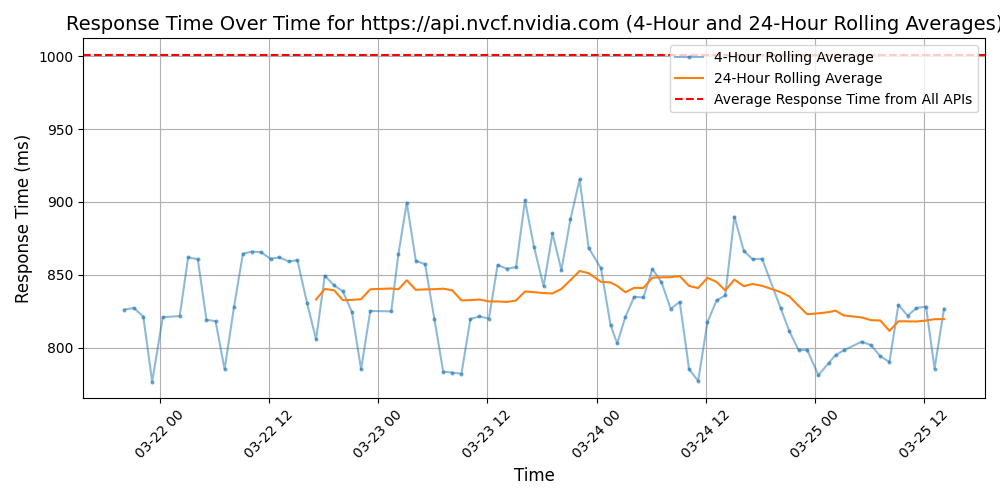 Response Time Over Time for https://api.nvcf.nvidia.com (4-Hour and 24-Hour Rolling Averages)
4-Hour Rolling Average
24-Hour Rolling Average
Average Response Time from All APIs
Response Time (ms)
1000
950
900
850
800
03-22 00
03-22 12
03-23 00
03-23 12
03-24 00
03-24 12
03-25 00
03-25 12
Time